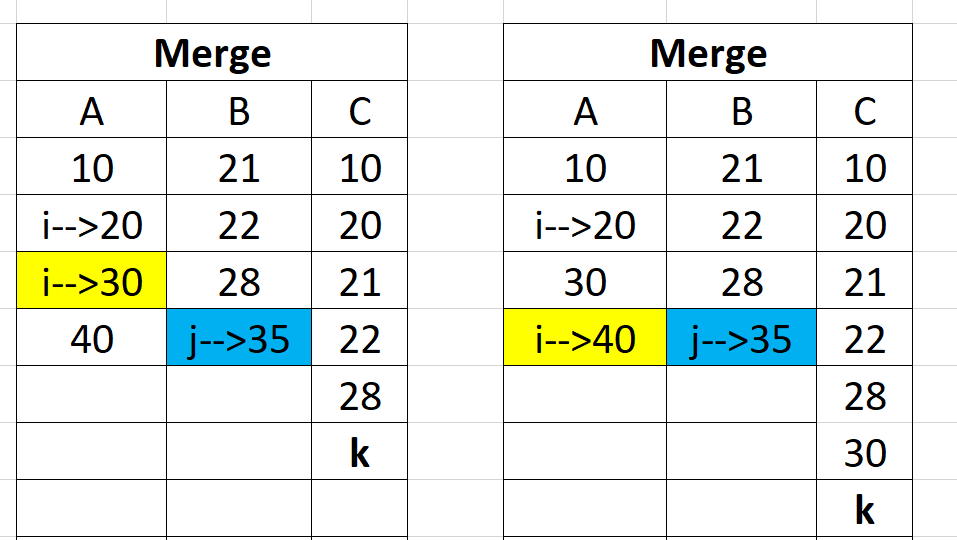 Merge
A B C
10 21 10
i-->20 22 20
i-->30 28 21
40 j-->35 22
28
k
Merge
A B C
10 21 10
i-->20 22 20
30 28 21
i-->40 j-->35 22
28
30
k